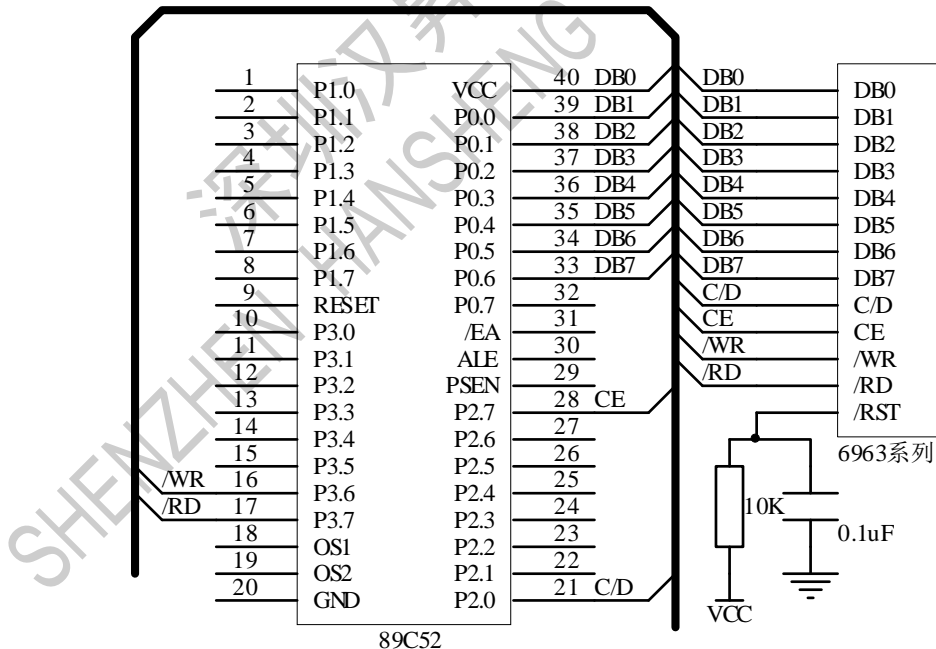 1 P1.0 VCC 40 DB0 DB0 DB0
2 P1.1 P0.0 39 DB1 DB1 DB1
3 P1.2 P0.1 38 DB2 DB2 DB2
4 P1.3 P0.2 37 DB3 DB3 DB3
5 P1.4 P0.3 36 DB4 DB4 DB4
6 P1.5 P0.4 35 DB5 DB5 DB5
7 P1.6 P0.5 34 DB6 DB6 DB6
8 P1.7 P0.6 33 DB7 DB7 DB7
9 RESET P0.7 32 C/D C/D
10 P3.0 /EA 31 CE CE
11 P3.1 ALE 30 /WR /WR
12 P3.2 PSEN 29 /RD /RD
13 P3.3 P2.7 28 CE /RST
14 P3.4 P2.6 27
15 P3.5 P2.5 26 6963系列
/WR 16 P3.6 P2.4 25
/RD 17 P3.7 P2.3 24 10K
18 OS1 P2.2 23 0.1uF
19 OS2 P2.1 22
20 GND P2.0 21 C/D VCC
89C52
深圳汉昇
SHENZHEN HANSHENG